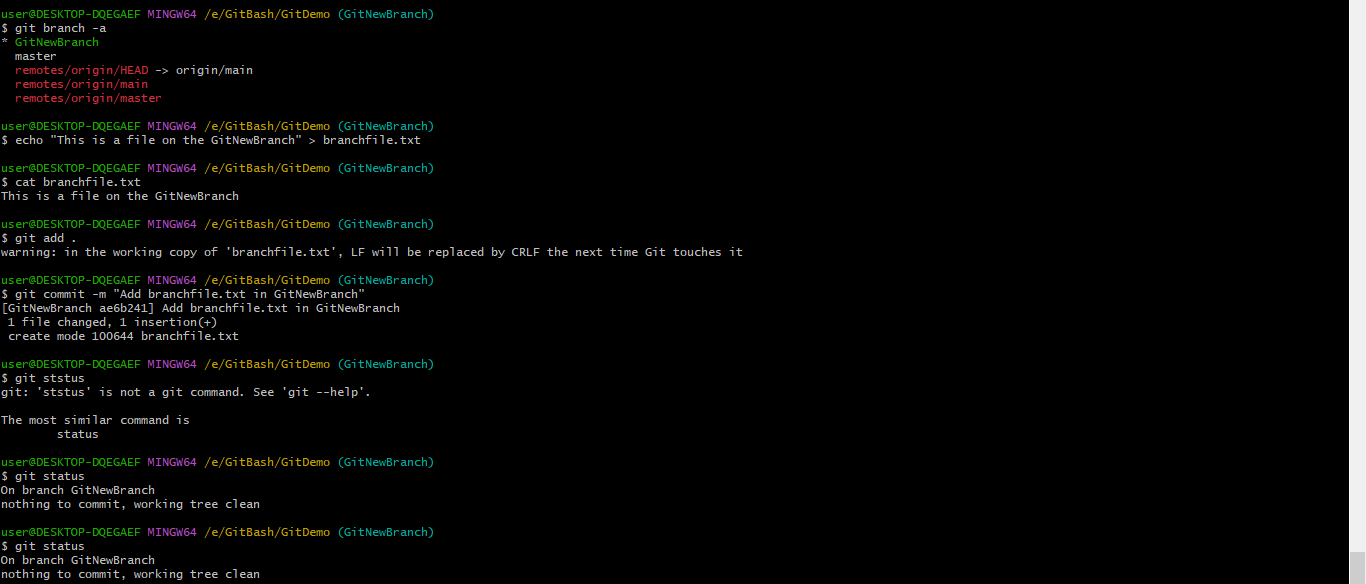 user@DESKTOP-DQEGAEF MINGW64 /e/GitBash/GitDemo (GitNewBranch)
$ git branch -a
* GitNewBranch
  master
  remotes/origin/HEAD -> origin/main
  remotes/origin/main
  remotes/origin/master

user@DESKTOP-DQEGAEF MINGW64 /e/GitBash/GitDemo (GitNewBranch)
$ echo "This is a file on the GitNewBranch" > branchfile.txt

user@DESKTOP-DQEGAEF MINGW64 /e/GitBash/GitDemo (GitNewBranch)
$ cat branchfile.txt
This is a file on the GitNewBranch

user@DESKTOP-DQEGAEF MINGW64 /e/GitBash/GitDemo (GitNewBranch)
$ git add .
warning: in the working copy of 'branchfile.txt', LF will be replaced by CRLF the next time Git touches it

user@DESKTOP-DQEGAEF MINGW64 /e/GitBash/GitDemo (GitNewBranch)
$ git commit -m "Add branchfile.txt in GitNewBranch"
[GitNewBranch ae6b241] Add branchfile.txt in GitNewBranch
 1 file changed, 1 insertion(+)
 create mode 100644 branchfile.txt

user@DESKTOP-DQEGAEF MINGW64 /e/GitBash/GitDemo (GitNewBranch)
$ git ststus
git: 'ststus' is not a git command. See 'git --help'.

The most similar command is
        status

user@DESKTOP-DQEGAEF MINGW64 /e/GitBash/GitDemo (GitNewBranch)
$ git status
On branch GitNewBranch
nothing to commit, working tree clean

user@DESKTOP-DQEGAEF MINGW64 /e/GitBash/GitDemo (GitNewBranch)
$ git status
On branch GitNewBranch
nothing to commit, working tree clean